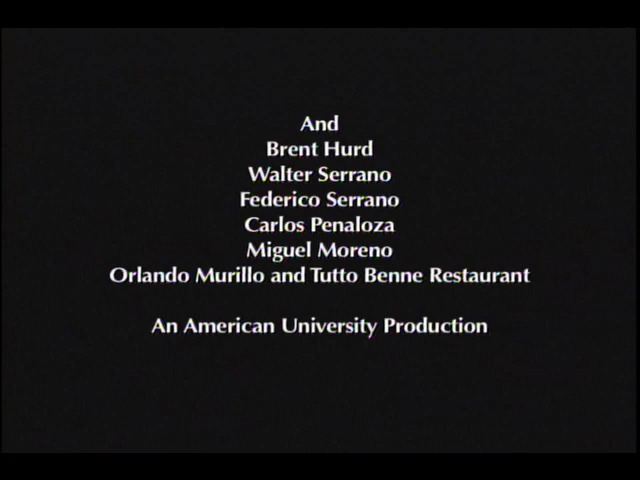 And
Brent Hurd
Walter Serrano
Federico Serrano
Carlos Penaloza
Miguel Moreno
Orlando Murillo and Tutto Benne Restaurant
An American University Production